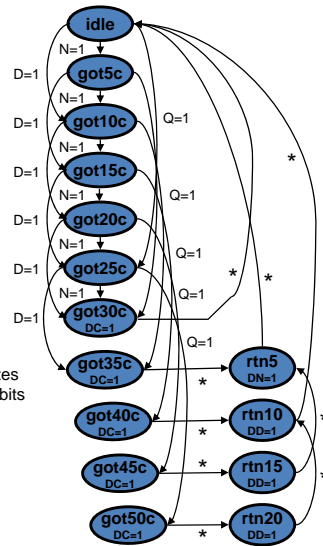 idle
N=1
D=1
got5c
N=1
D=1
got10c
Q=1
N=1
D=1
got15c
N=1
Q=1
D=1
got20c
Q=1
N=1
D=1
got25c
*
*
*
N=1
Q=1
got30c
DC=1
D=1
Q=1
got35c
DC=1
rtn5
DN=1
tes
*
bits
got40c
DC=1
rtn10
DD=1
*
*
got45c
DC=1
rtn15
DD=1
*
*
got50c
DC=1
rtn20
DD=1
*